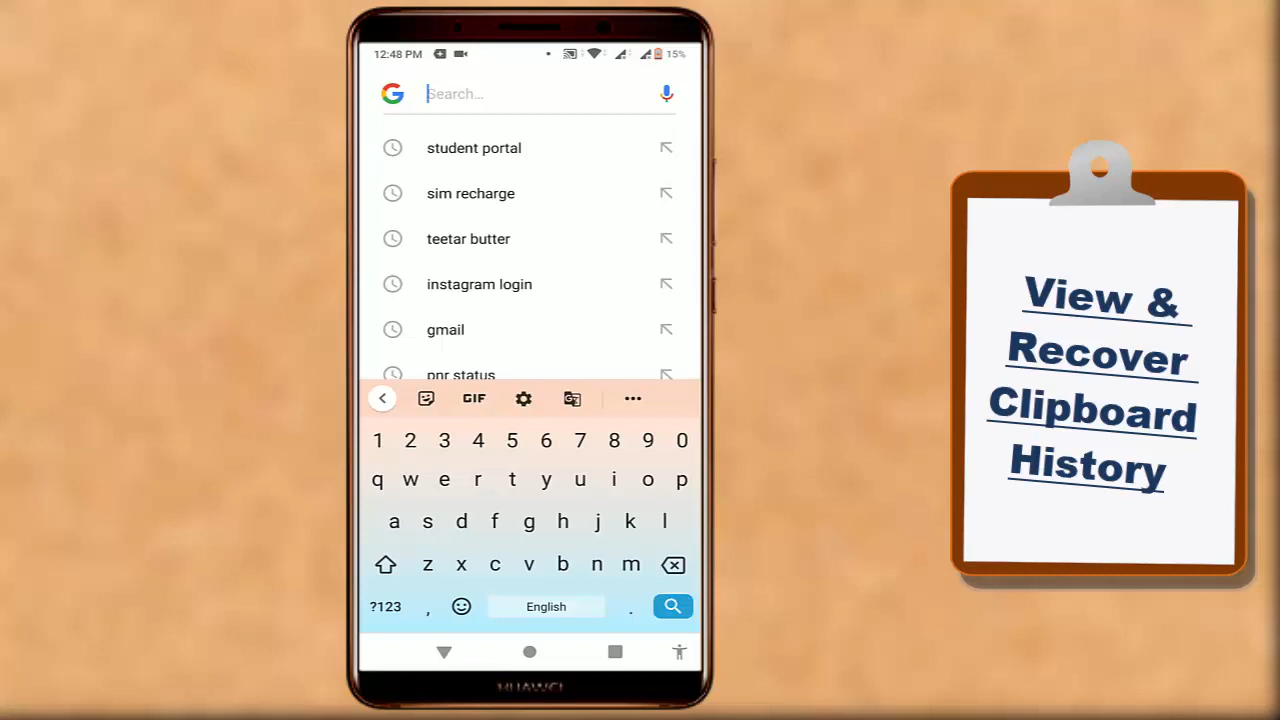 12:48 PM
15%
Search...
student portal
sim recharge
teetar butter
instagram login
gmail
pnr status
GIF
1 2 3 4 5 6 7 8 9 0
q w e r t y u i o p
a s d f g h j k l
z x c v b n m
?123 , English .
HUAWEI
View &
Recover
Clipboard
History